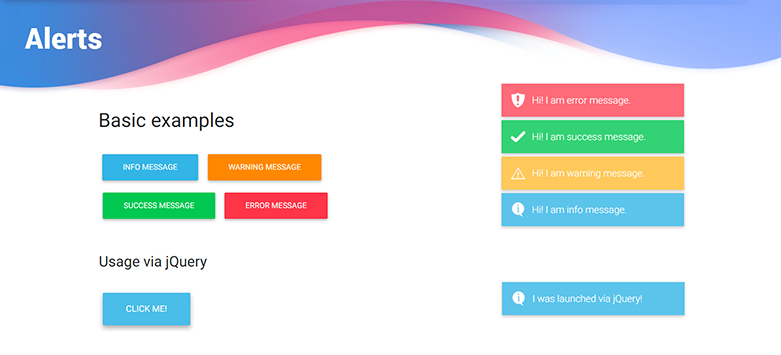 Alerts
Basic examples
INFO MESSAGE
WARNING MESSAGE
SUCCESS MESSAGE
ERROR MESSAGE
Usage via jQuery
CLICK ME!
Hi! I am error message.
Hi! I am success message.
Hi! I am warning message.
Hi! I am info message.
I was launched via jQuery!